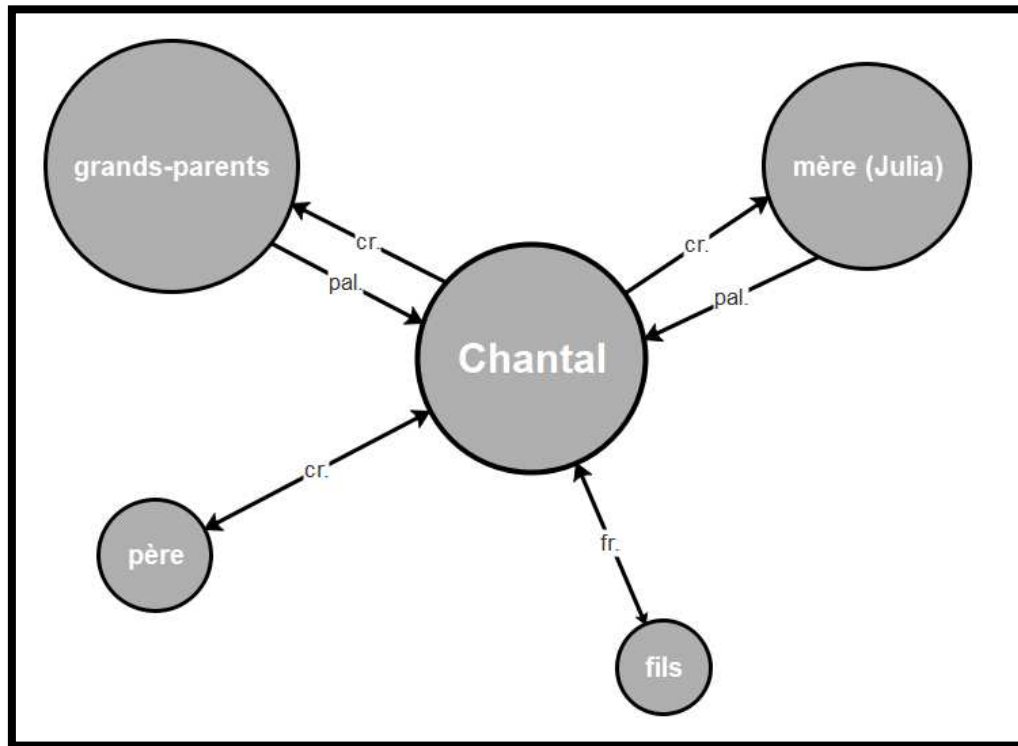 grands-parents
mère (Julia)
cr.
cr.
pal.
pal.
Chantal
cr.
père
fr.
fils